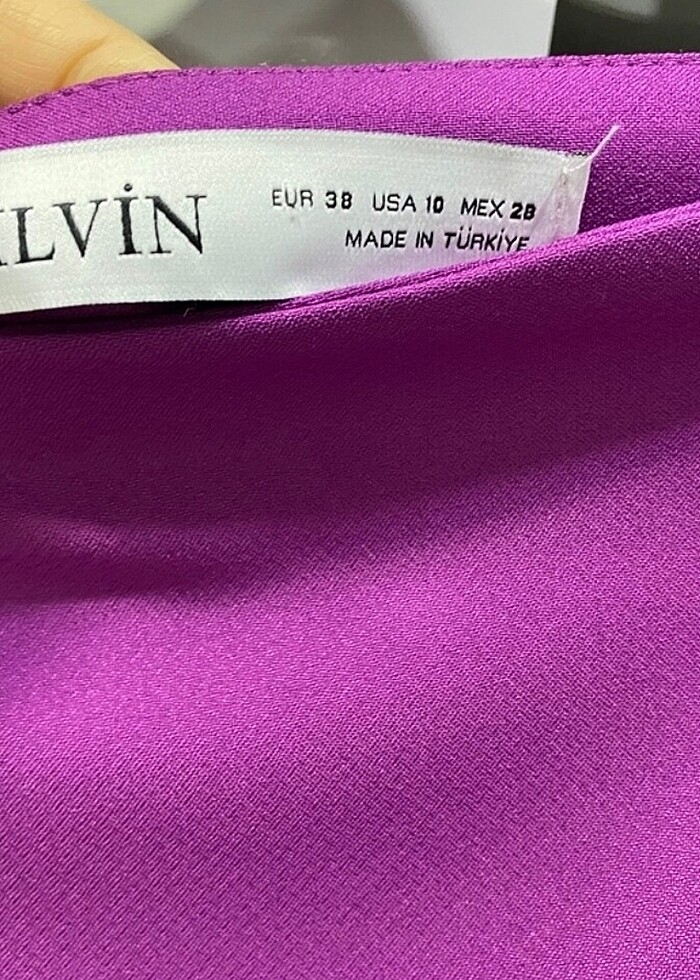 ILVİN
EUR 38 USA 10 MEX 28
MADE IN TÜRKİYE